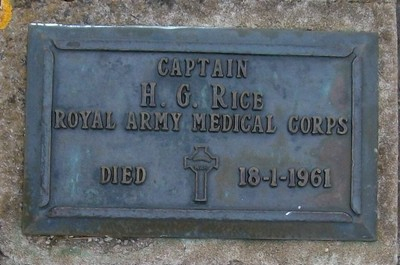 CAPTAIN
H. G. RICE
ROYAL ARMY MEDICAL CORPS
DIED 18-1-1961